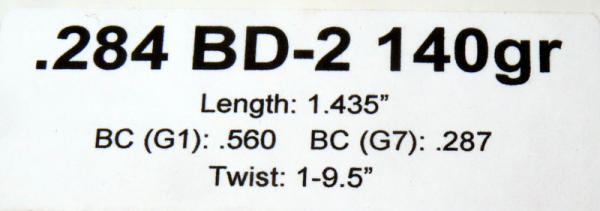 .284 BD-2 140gr
Length: 1.435”
BC (G1): .560 BC (G7): .287
Twist: 1-9.5”